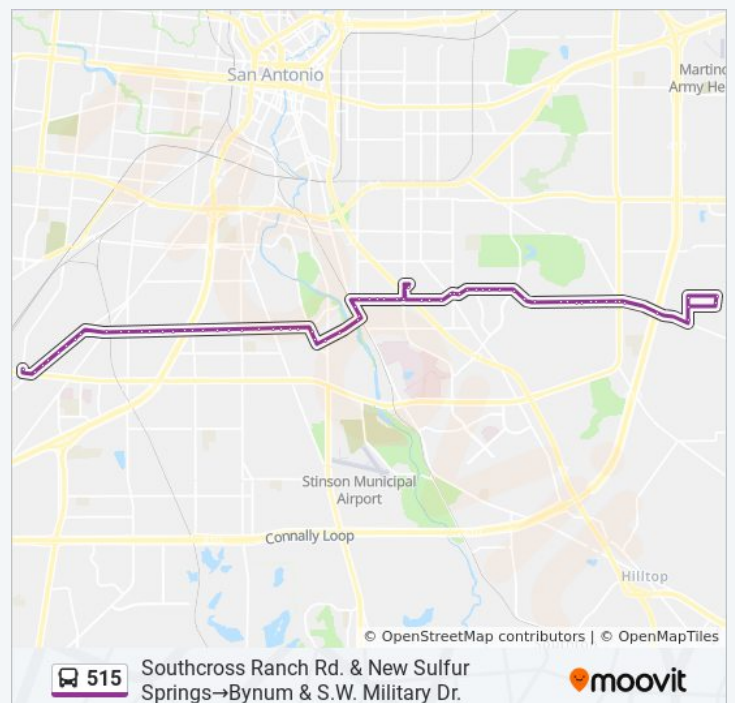 San Antonio
Martind
Army He
Stinson Municipal
Airport
Connally Loop
Hilltop
© OpenStreetMap contributors | © OpenMapTiles
515
Southcross Ranch Rd. & New Sulfur
Springs→Bynum & S.W. Military Dr.
moovit